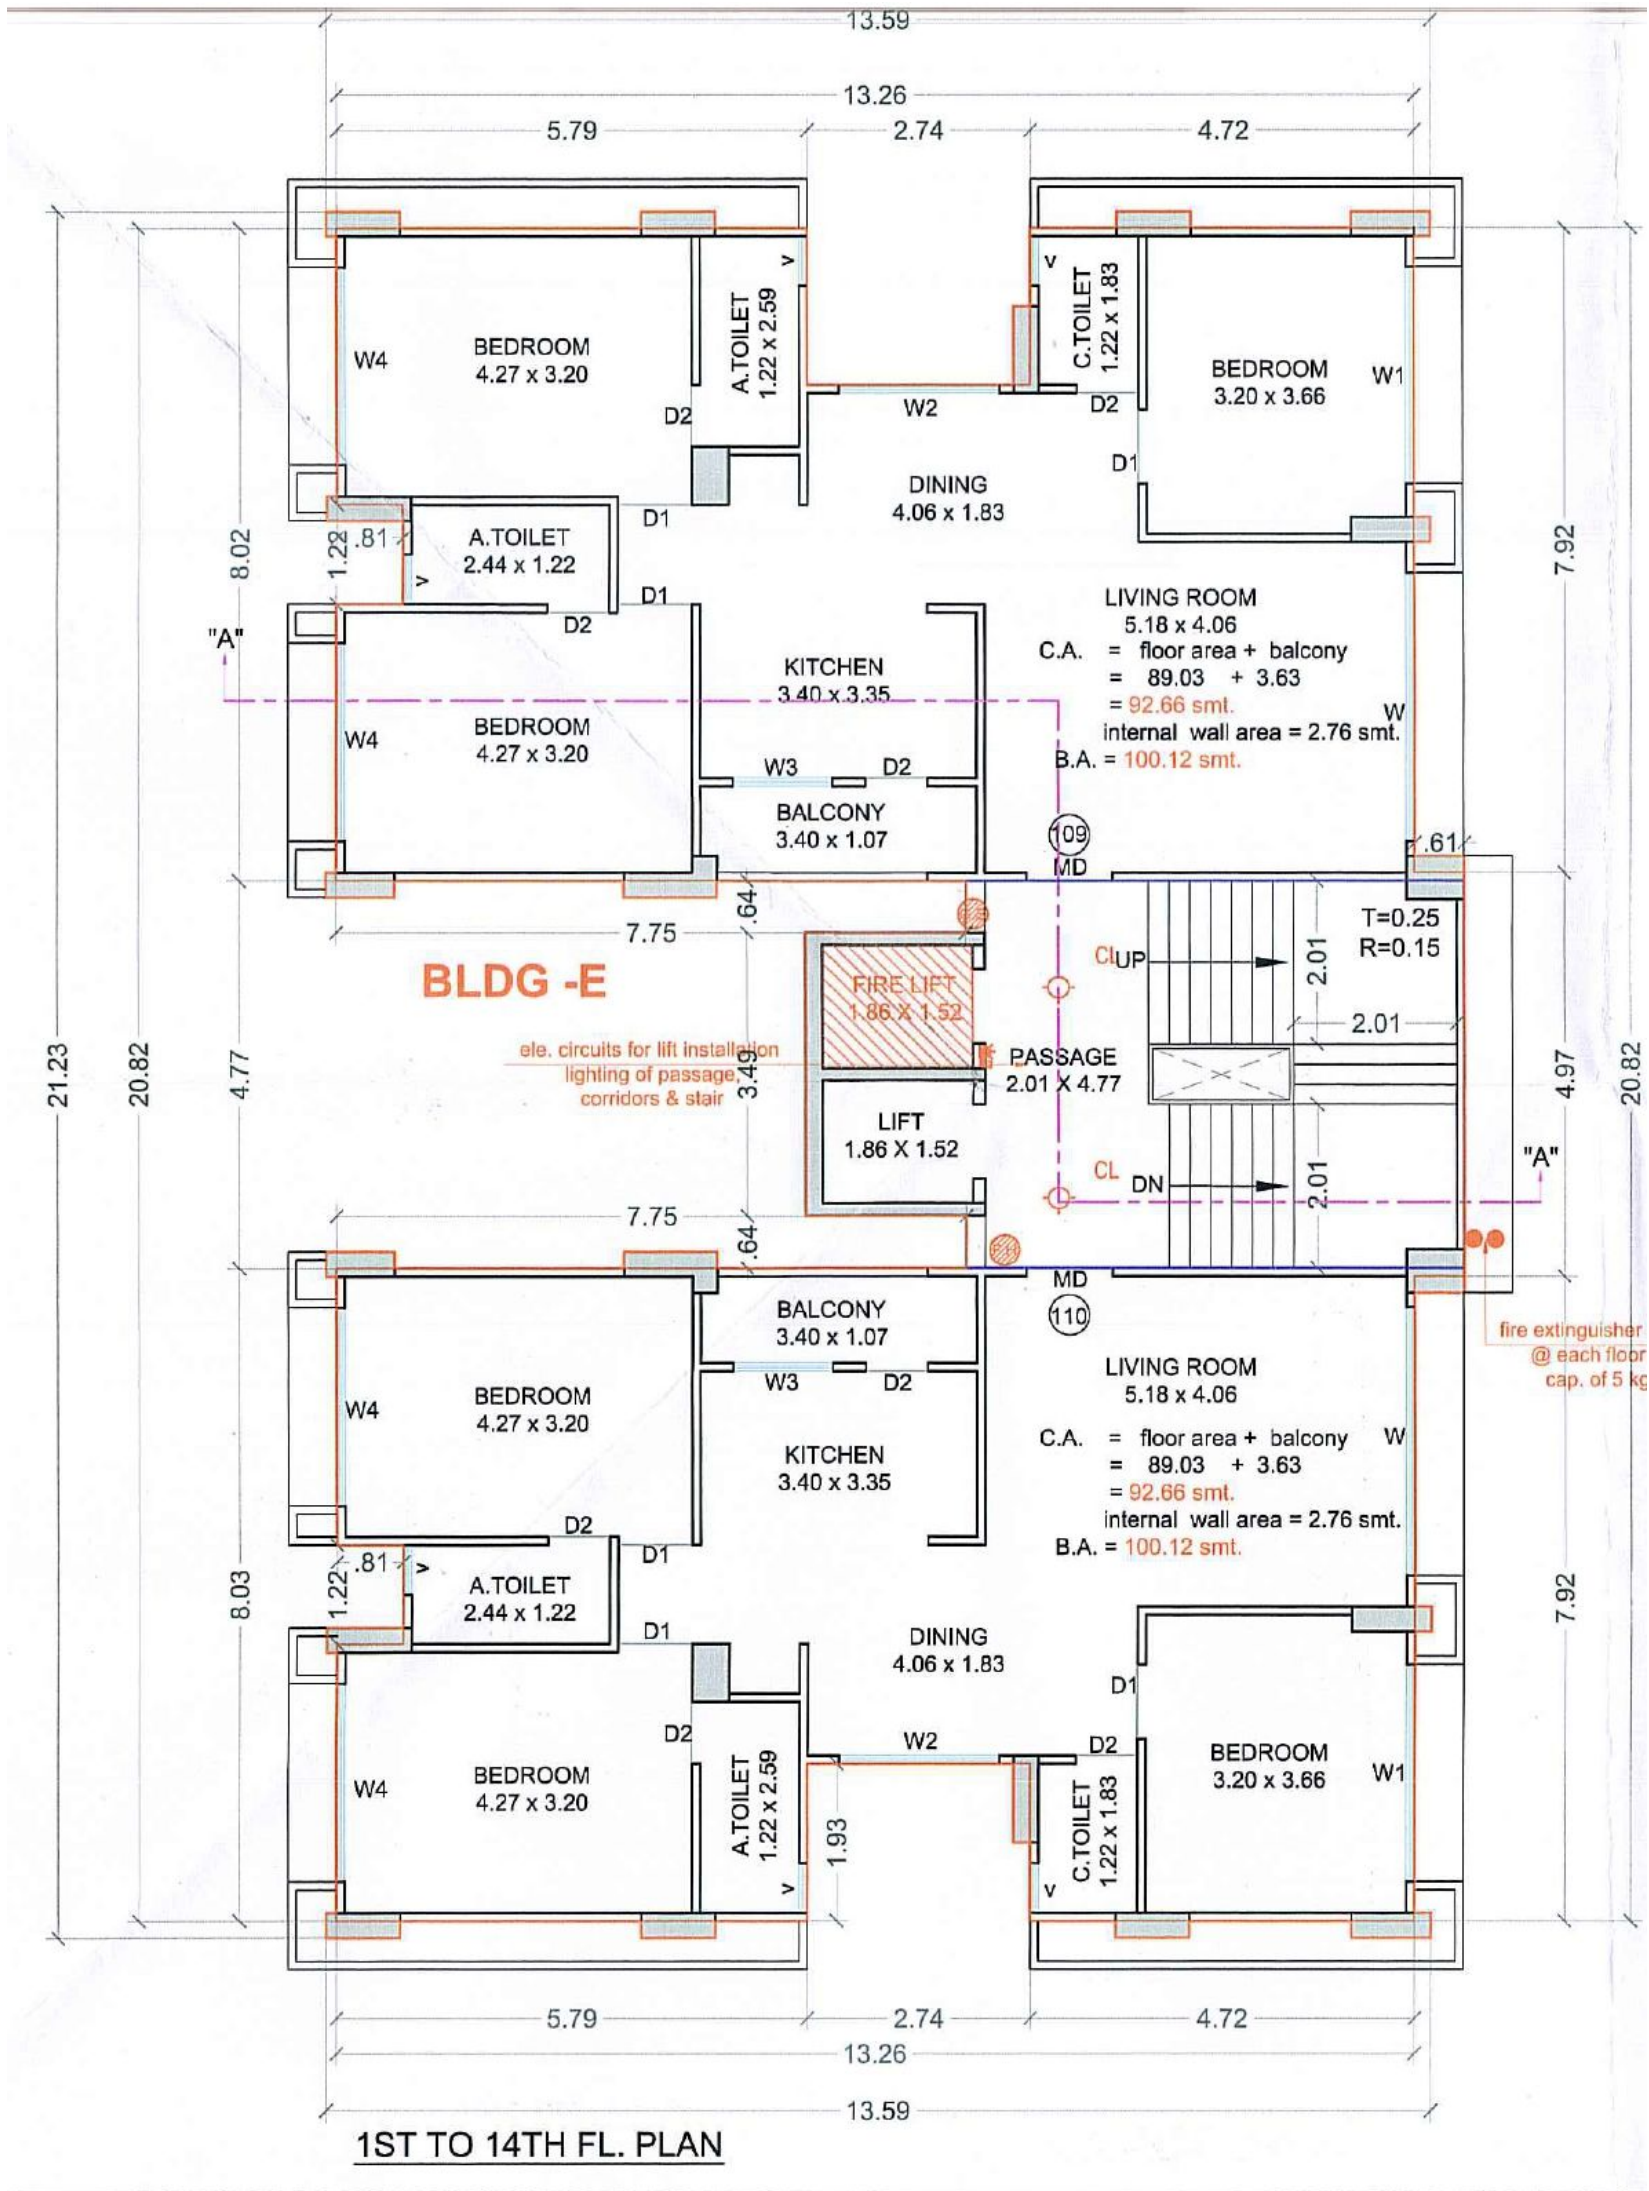 13.59
13.26
5.79 2.74 4.72
BEDROOM
4.27 x 3.20
W4
A.TOILET
1.22 x 2.59
V
D2
W2
C.TOILET
1.22 x 1.83
V
D2
BEDROOM
3.20 x 3.66
W1
D1
DINING
4.06 x 1.83
D1
A.TOILET
2.44 x 1.22
V
.81
1.22
8.02
7.92
D1
D2
"A"
LIVING ROOM
5.18 x 4.06
C.A. = floor area + balcony
= 89.03 + 3.63
= 92.66 smt.
internal wall area = 2.76 smt.
B.A. = 100.12 smt.
W
KITCHEN
3.40 x 3.35
BEDROOM
4.27 x 3.20
W4
W3 D2
BALCONY
3.40 x 1.07
109
MD
.61
.64
7.75
T=0.25
R=0.15
BLDG -E
FIRE LIFT
1.86 X 1.52
CL
UP
2.01
2.01
ele. circuits for lift installation
lighting of passage,
corridors & stair
3.49
PASSAGE
2.01 X 4.77
21.23
20.82
4.77
4.97
20.82
LIFT
1.86 X 1.52
CL
DN
2.01
"A"
7.75
.64
MD
110
fire extinguisher
@ each floor
cap. of 5 kg
BALCONY
3.40 x 1.07
W3 D2
LIVING ROOM
5.18 x 4.06
C.A. = floor area + balcony
= 89.03 + 3.63
= 92.66 smt.
internal wall area = 2.76 smt.
B.A. = 100.12 smt.
W
BEDROOM
4.27 x 3.20
W4
KITCHEN
3.40 x 3.35
D2
D1
.81
1.22
V
A.TOILET
2.44 x 1.22
8.03
7.92
D1
DINING
4.06 x 1.83
D1
D2
W2
D2
BEDROOM
4.27 x 3.20
W4
A.TOILET
1.22 x 2.59
V
1.93
C.TOILET
1.22 x 1.83
V
BEDROOM
3.20 x 3.66
W1
5.79 2.74 4.72
13.26
13.59
1ST TO 14TH FL. PLAN